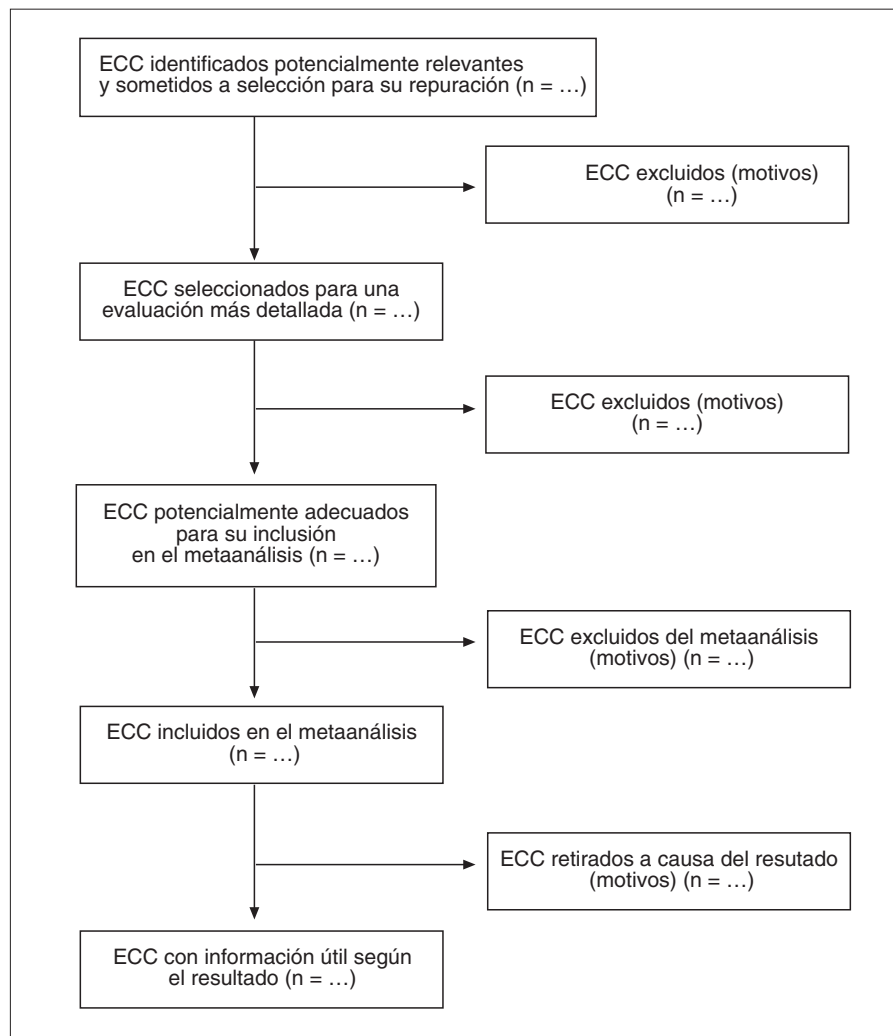 ECC identificados potencialmente relevantes
y sometidos a selección para su repuración (n = …)
ECC excluidos (motivos)
(n = …)
ECC seleccionados para una
evaluación más detallada (n = …)
ECC excluidos (motivos)
(n = …)
ECC potencialmente adecuados
para su inclusión
en el metaanálisis (n = …)
ECC excluidos del metaanálisis
(motivos) (n = …)
ECC incluidos en el metaanálisis
(n = …)
ECC retirados a causa del resutado
(motivos) (n = …)
ECC con información útil según
el resultado (n = …)